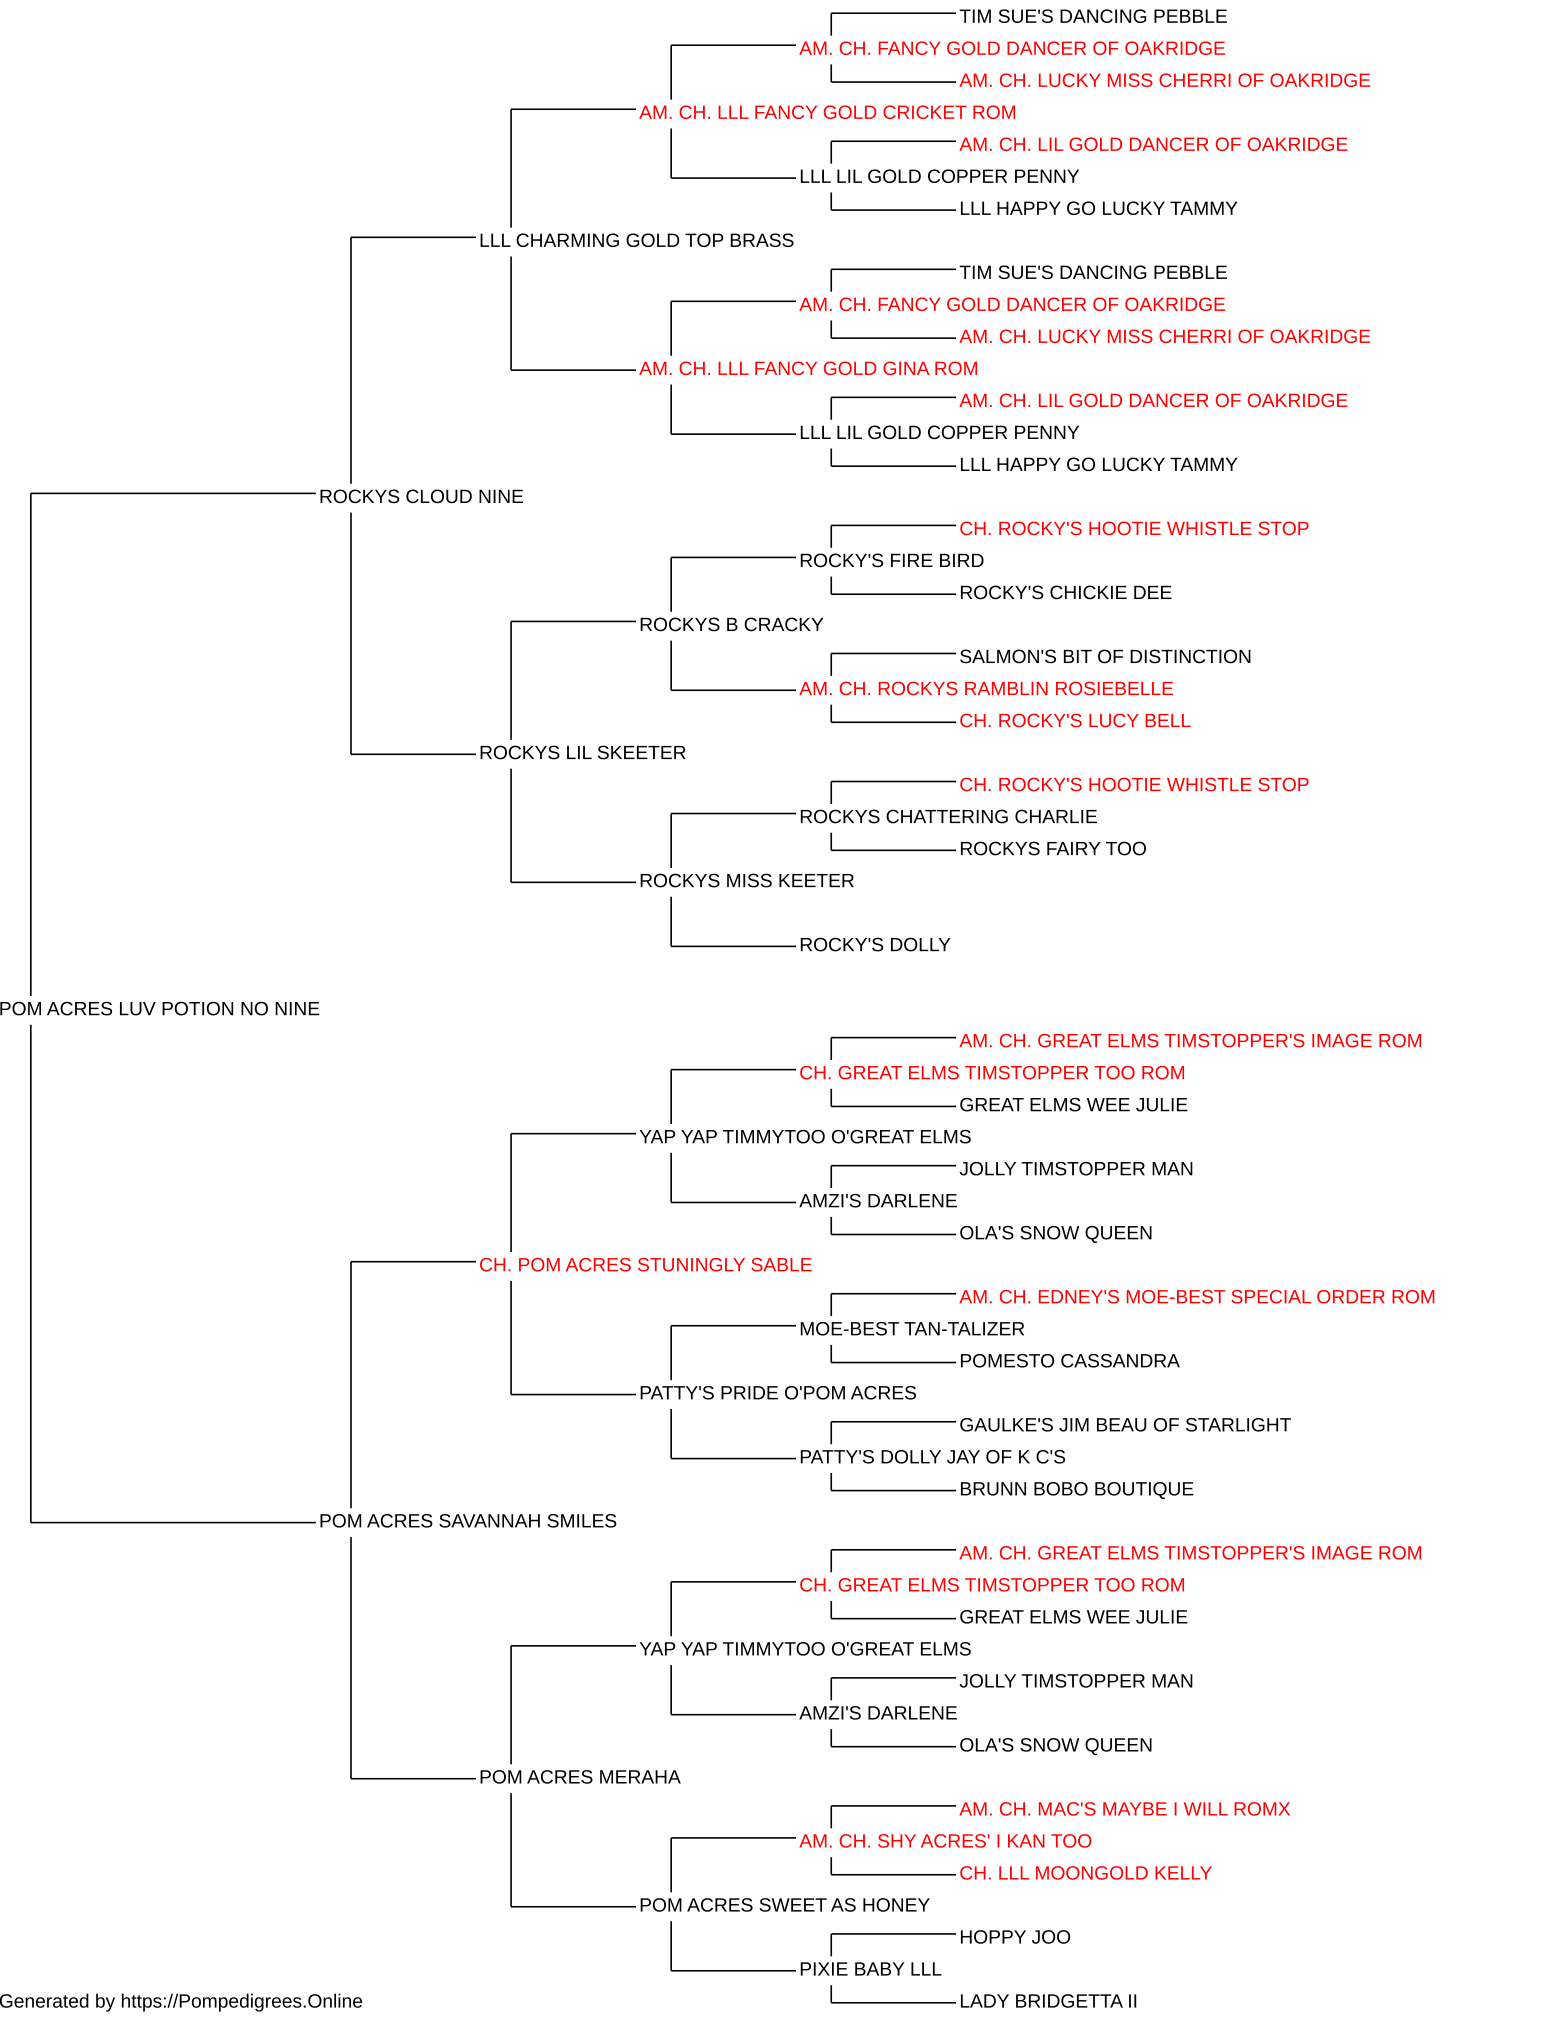 TIM SUE'S DANCING PEBBLE
AM. CH. FANCY GOLD DANCER OF OAKRIDGE
AM. CH. LUCKY MISS CHERRI OF OAKRIDGE
AM. CH. LLL FANCY GOLD CRICKET ROM
AM. CH. LIL GOLD DANCER OF OAKRIDGE
LLL LIL GOLD COPPER PENNY
LLL HAPPY GO LUCKY TAMMY
LLL CHARMING GOLD TOP BRASS
TIM SUE'S DANCING PEBBLE
AM. CH. FANCY GOLD DANCER OF OAKRIDGE
AM. CH. LUCKY MISS CHERRI OF OAKRIDGE
AM. CH. LLL FANCY GOLD GINA ROM
AM. CH. LIL GOLD DANCER OF OAKRIDGE
LLL LIL GOLD COPPER PENNY
LLL HAPPY GO LUCKY TAMMY
ROCKYS CLOUD NINE
CH. ROCKY'S HOOTIE WHISTLE STOP
ROCKY'S FIRE BIRD
ROCKY'S CHICKIE DEE
ROCKYS B CRACKY
SALMON'S BIT OF DISTINCTION
AM. CH. ROCKYS RAMBLIN ROSIEBELLE
CH. ROCKY'S LUCY BELL
ROCKYS LIL SKEETER
CH. ROCKY'S HOOTIE WHISTLE STOP
ROCKYS CHATTERING CHARLIE
ROCKYS FAIRY TOO
ROCKYS MISS KEETER
ROCKY'S DOLLY
POM ACRES LUV POTION NO NINE
AM. CH. GREAT ELMS TIMSTOPPER'S IMAGE ROM
CH. GREAT ELMS TIMSTOPPER TOO ROM
GREAT ELMS WEE JULIE
YAP YAP TIMMYTOO O'GREAT ELMS
JOLLY TIMSTOPPER MAN
AMZI'S DARLENE
OLA'S SNOW QUEEN
CH. POM ACRES STUNINGLY SABLE
AM. CH. EDNEY'S MOE-BEST SPECIAL ORDER ROM
MOE-BEST TAN-TALIZER
POMESTO CASSANDRA
PATTY'S PRIDE O'POM ACRES
GAULKE'S JIM BEAU OF STARLIGHT
PATTY'S DOLLY JAY OF K C'S
BRUNN BOBO BOUTIQUE
POM ACRES SAVANNAH SMILES
AM. CH. GREAT ELMS TIMSTOPPER'S IMAGE ROM
CH. GREAT ELMS TIMSTOPPER TOO ROM
GREAT ELMS WEE JULIE
YAP YAP TIMMYTOO O'GREAT ELMS
JOLLY TIMSTOPPER MAN
AMZI'S DARLENE
OLA'S SNOW QUEEN
POM ACRES MERAHA
AM. CH. MAC'S MAYBE I WILL ROMX
AM. CH. SHY ACRES' I KAN TOO
CH. LLL MOONGOLD KELLY
POM ACRES SWEET AS HONEY
HOPPY JOO
PIXIE BABY LLL
LADY BRIDGETTA II
Generated by https://Pompedigrees.Online